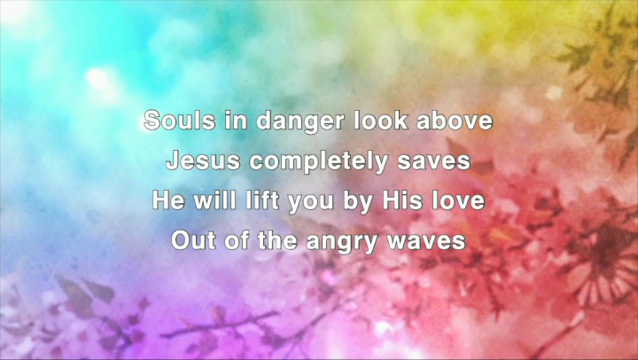 Souls in danger look above
Jesus completely saves
He will lift you by His love
Out of the angry waves